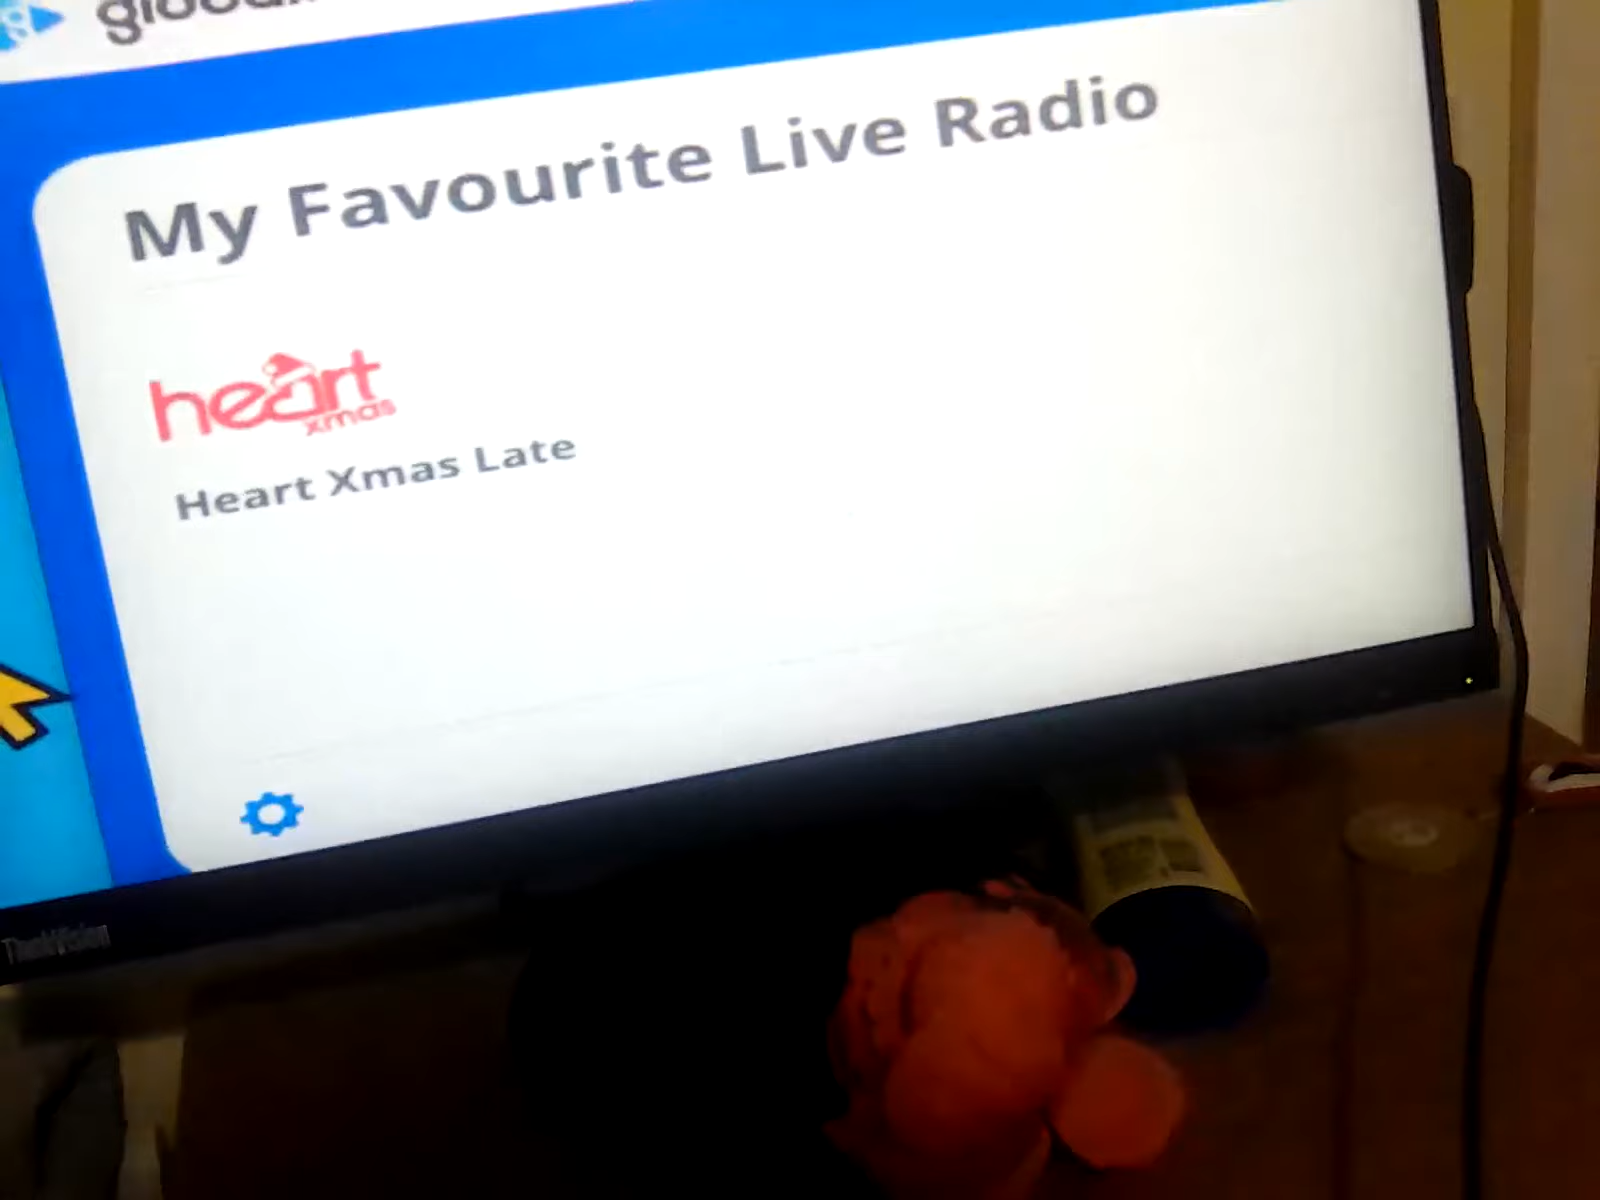 My Favourite Live Radio
heart
xmas
Heart Xmas Late
ThinkVision